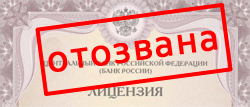 ОТОЗВАНА
ЦЕНТРАЛЬНЫЙ БАНК РОССИЙСКОЙ ФЕДЕРАЦИИ
(БАНК РОССИИ)
ЛИЦЕНЗИЯ